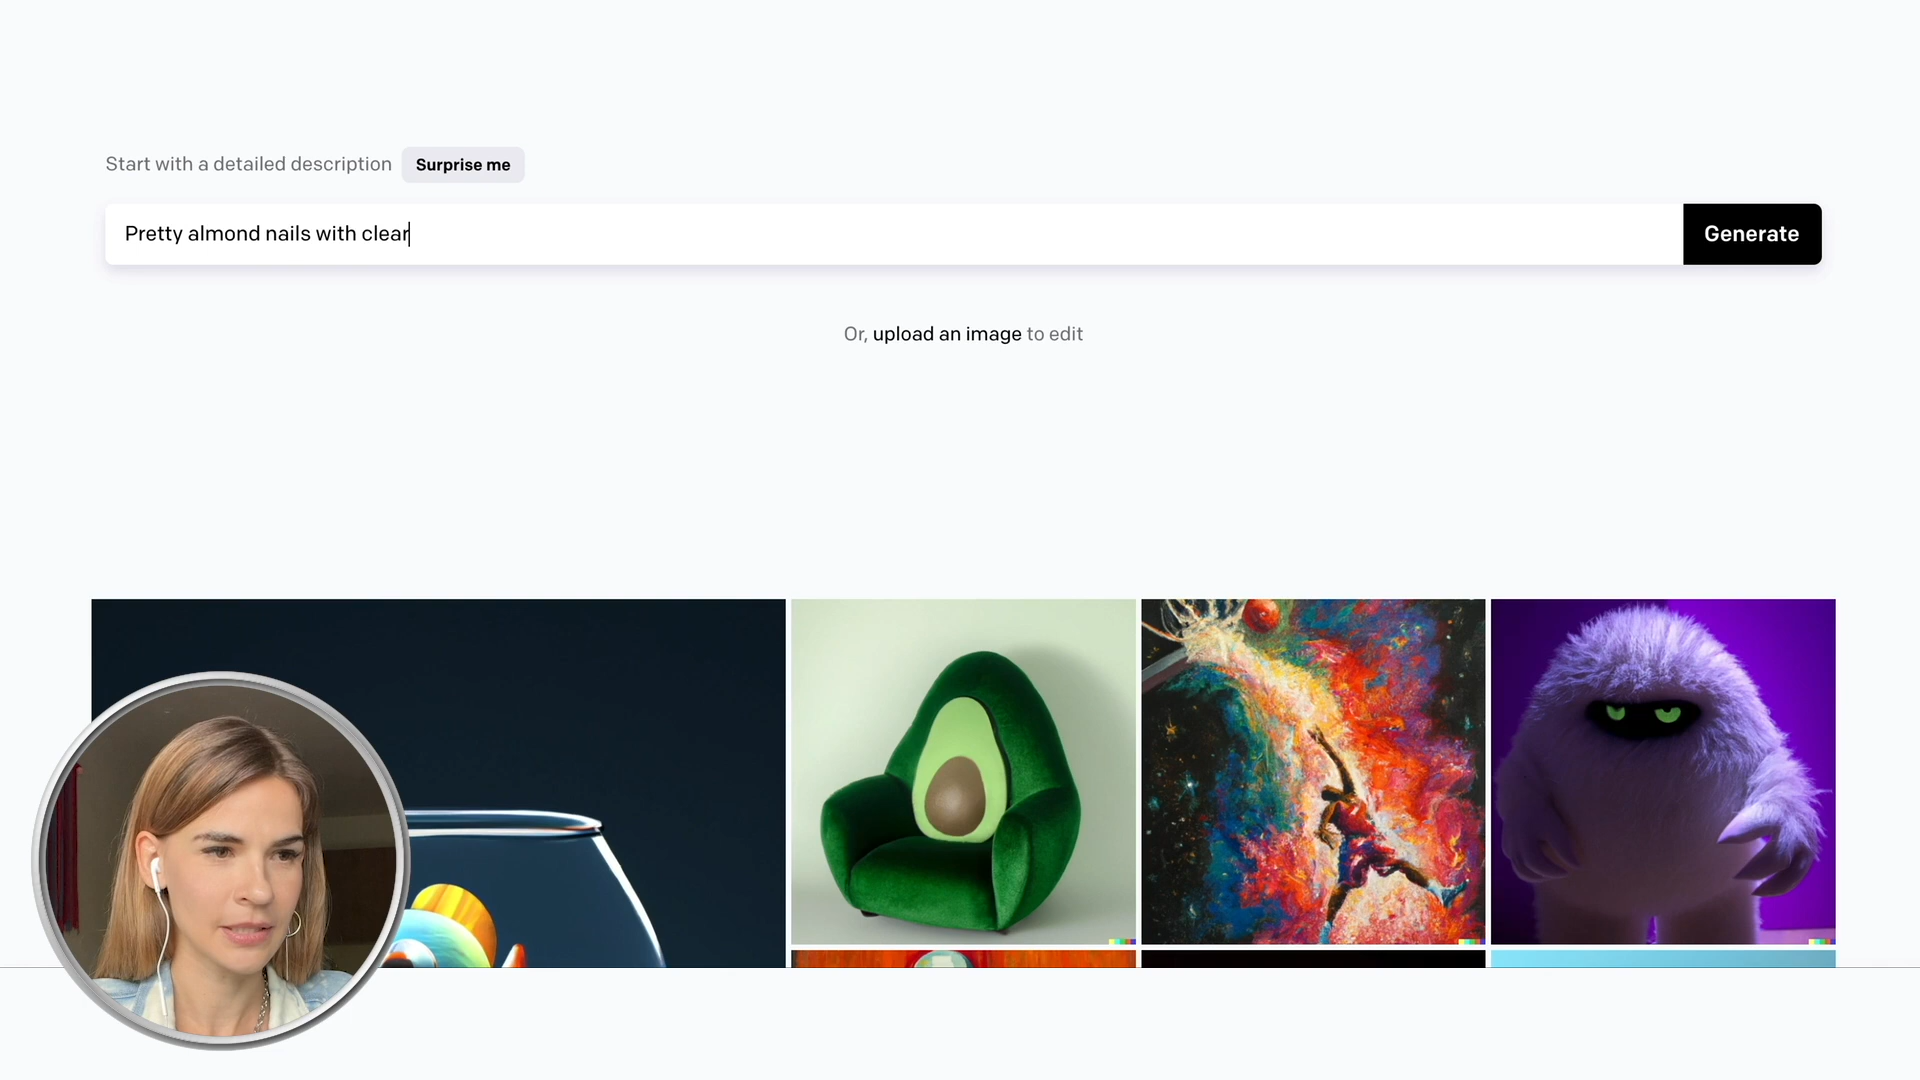 Start with a detailed description Surprise me
Pretty almond nails with clear Generate
Or, upload an image to edit